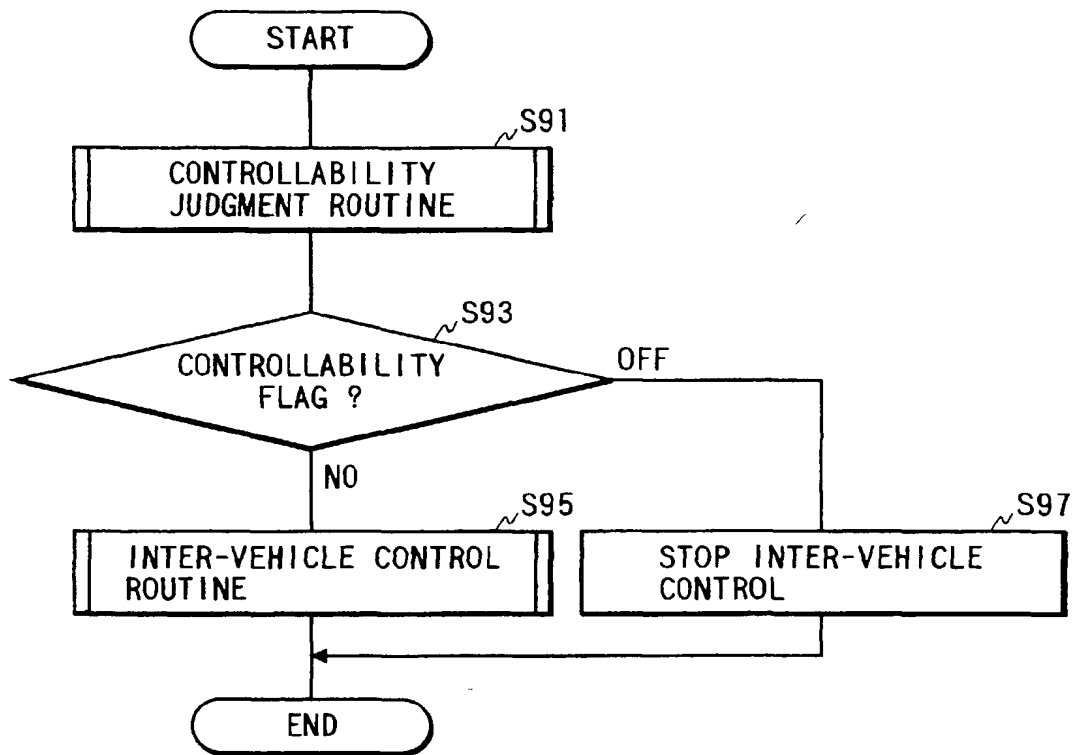 START
S91
CONTROLLABILITY
JUDGMENT ROUTINE
S93
CONTROLLABILITY
FLAG ?
OFF
NO
S95
INTER-VEHICLE CONTROL
ROUTINE
S97
STOP INTER-VEHICLE
CONTROL
END